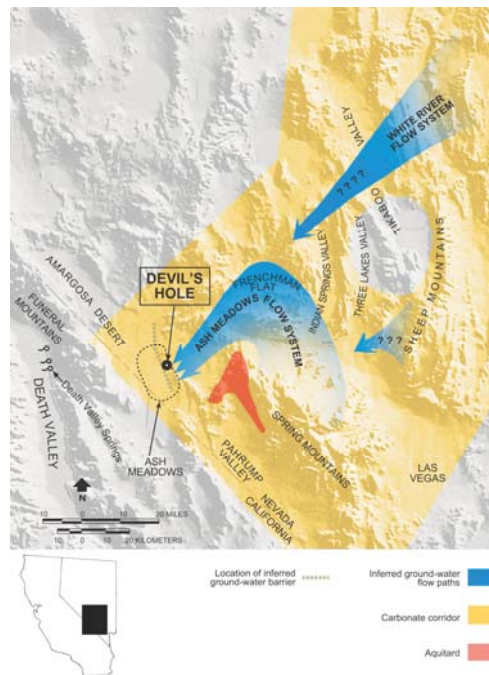 WHITE RIVER
FLOW SYSTEM
? ? ? ?
VALLEY
TIKABOO
SHEEP MOUNTAINS
THREE LAKES VALLEY
INDIAN SPRINGS VALLEY
? ? ?
FRENCHMAN
FLAT
ASH MEADOWS FLOW SYSTEM
DEVIL'S
HOLE
AMARGOSA DESERT
FUNERAL
MOUNTAINS
Death Valley Springs
DEATH VALLEY
ASH
MEADOWS
SPRING MOUNTAINS
PAHRUMP
VALLEY
NEVADA
CALIFORNIA
LAS
VEGAS
N
10 0 10 20 MILES
10 0 10 20 KILOMETERS
Location of inferred
ground-water barrier
Inferred ground-water
flow paths
Carbonate corridor
Aquitard